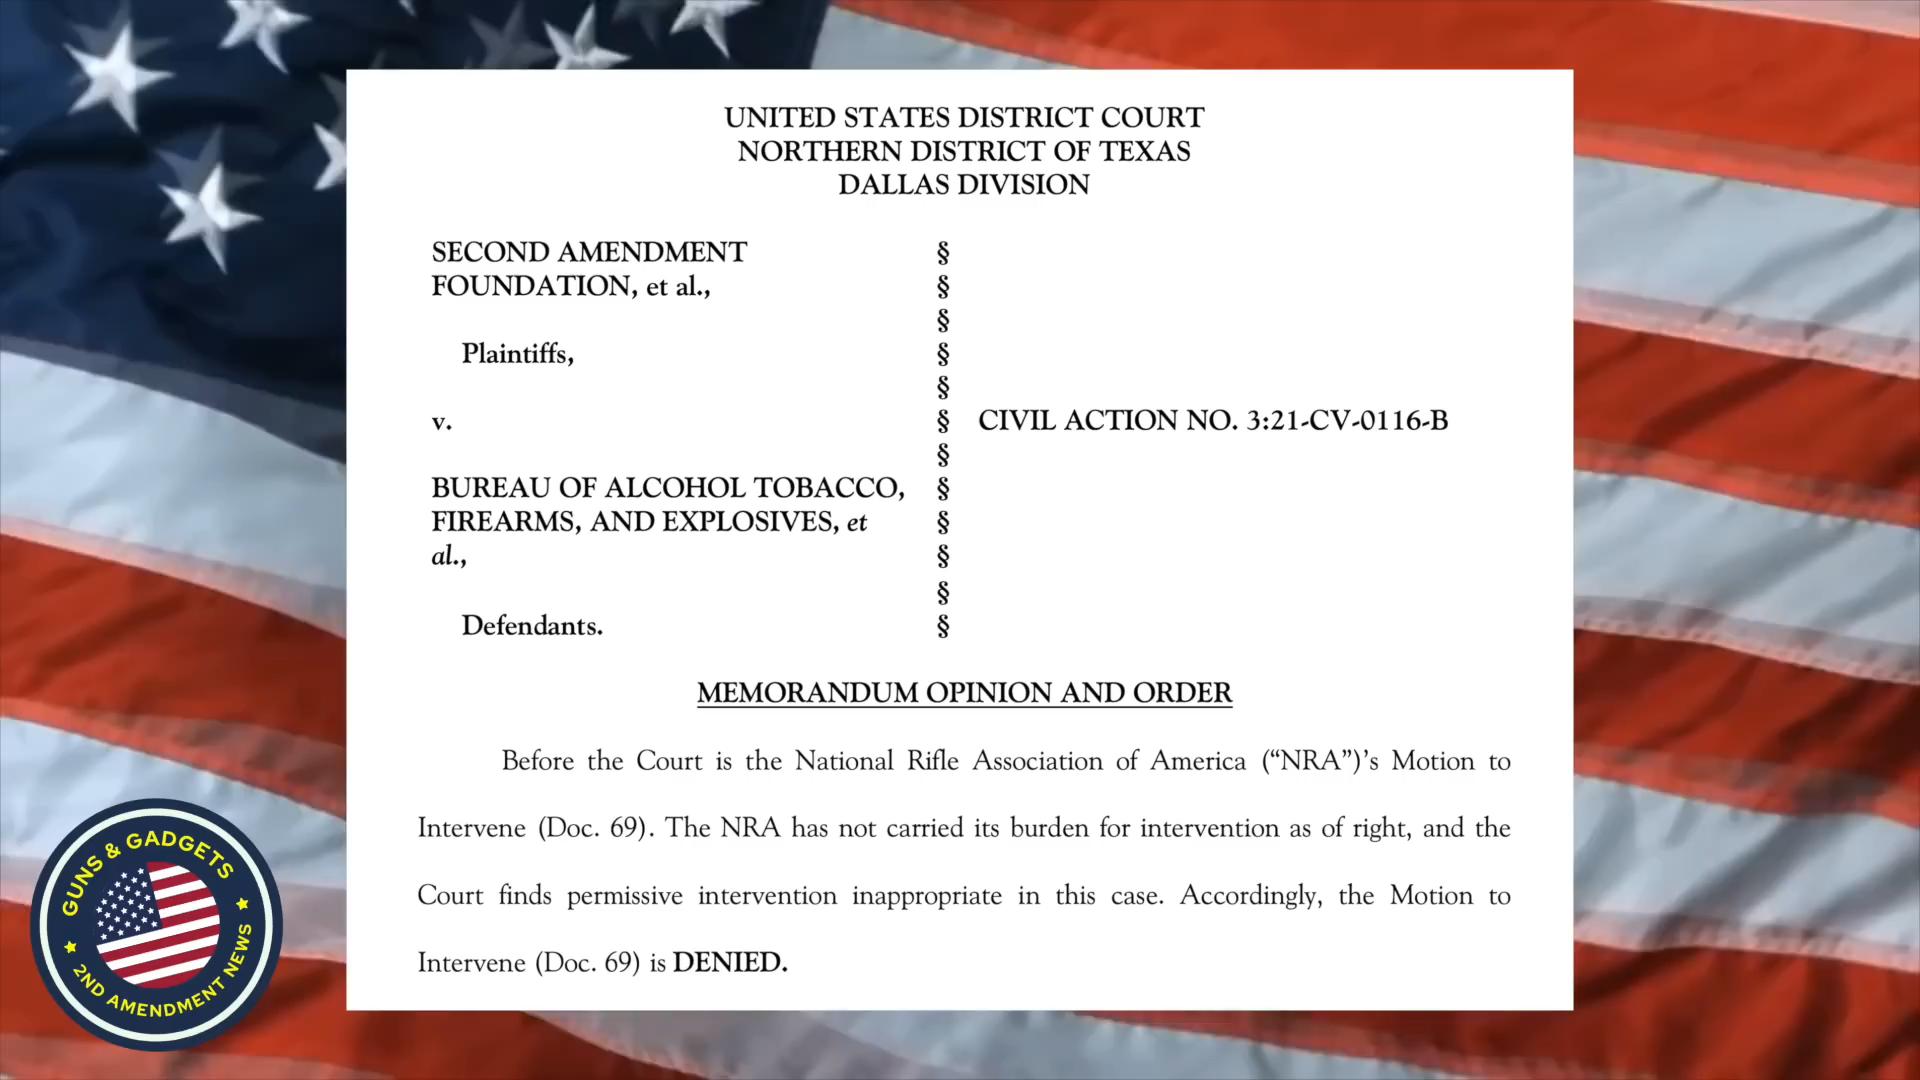 UNITED STATES DISTRICT COURT
NORTHERN DISTRICT OF TEXAS
DALLAS DIVISION
SECOND AMENDMENT §
FOUNDATION, et al., §
§
Plaintiffs, §
§
v. § CIVIL ACTION NO. 3:21-CV-0116-B
§
BUREAU OF ALCOHOL TOBACCO, §
FIREARMS, AND EXPLOSIVES, et §
al., §
§
Defendants. §
MEMORANDUM OPINION AND ORDER
Before the Court is the National Rifle Association of America (“NRA”)’s Motion to
Intervene (Doc. 69). The NRA has not carried its burden for intervention as of right, and the
Court finds permissive intervention inappropriate in this case. Accordingly, the Motion to
Intervene (Doc. 69) is DENIED.
GUNS & GADGETS
2ND AMENDMENT NEWS